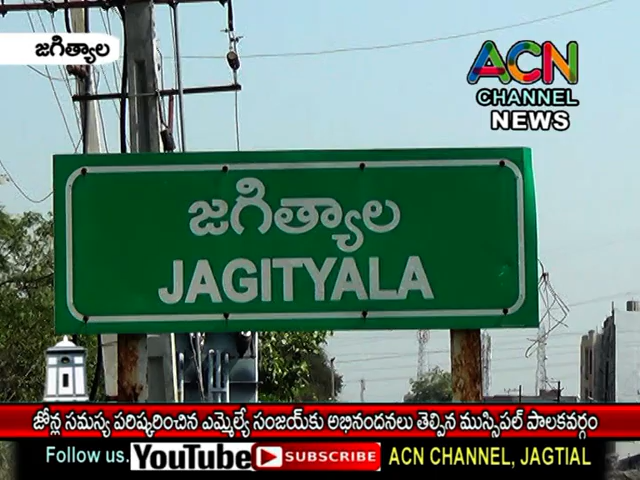 జగిత్యాల
ACN
CHANNEL
NEWS
జగిత్యాల
JAGITYALA
జోన్ల సమస్య పరిష్కరించిన ఎమ్మెల్యే సంజయ్‌కు అభినందనలు తెల్పిన ముస్సిపల్ పాలకవర్గం
Follow us. YouTube SUBSCRIBE ACN CHANNEL, JAGTIAL